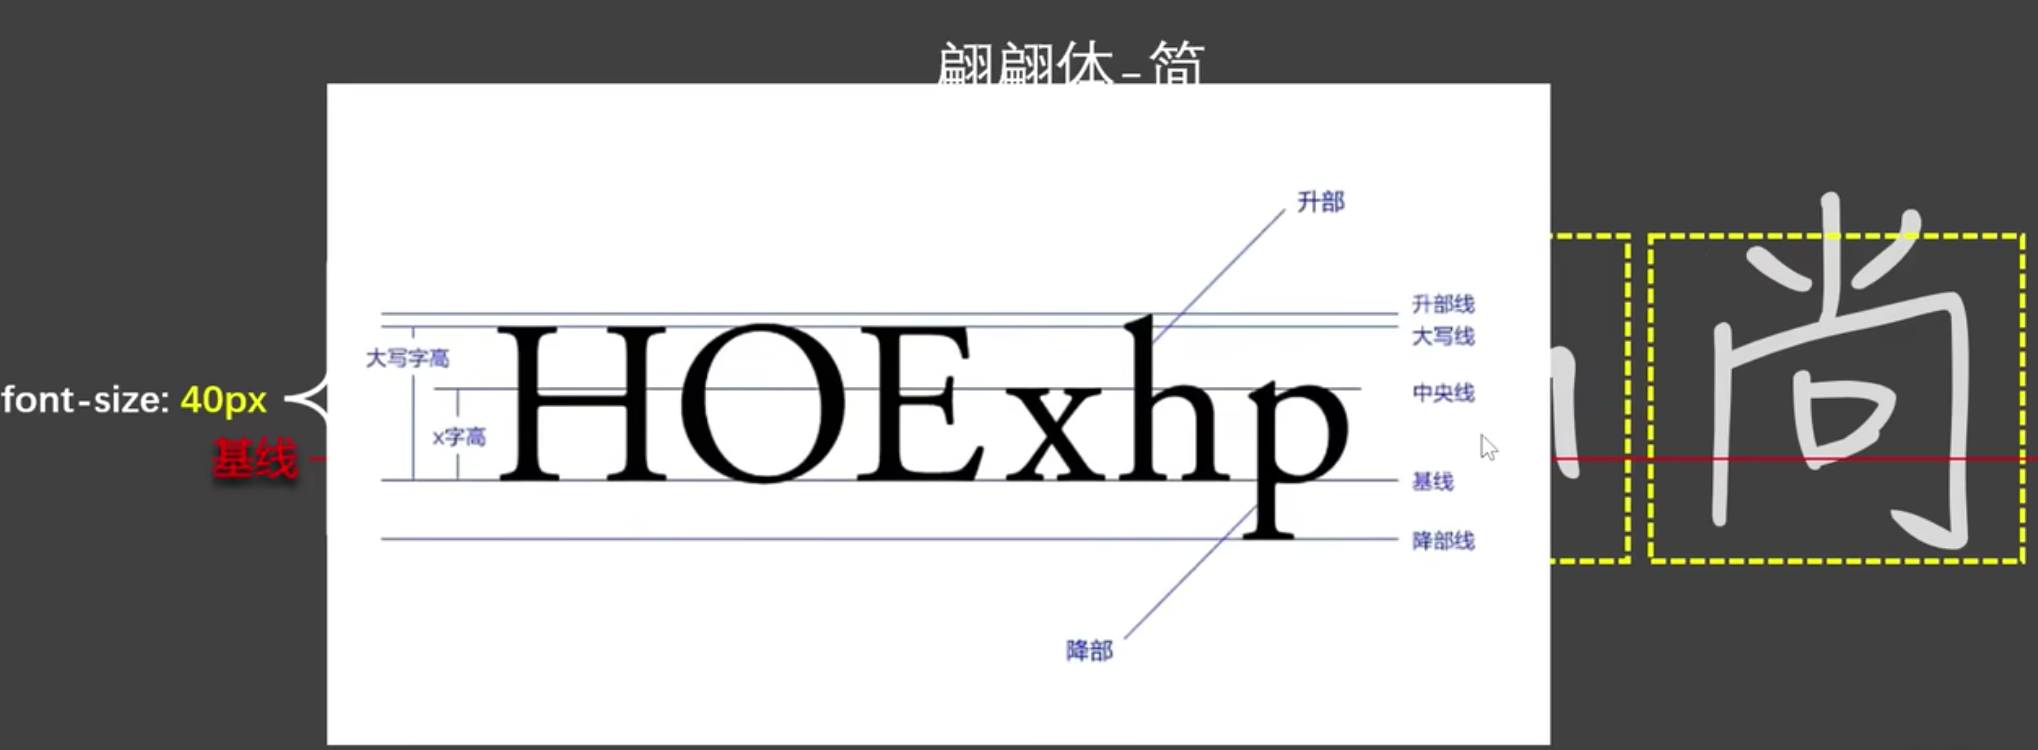 翩翩体-简
升部
升部线
大写线
大写字高
HOExhp
中央线
font-size: 40px
x字高
基线
基线
降部线
降部
尚